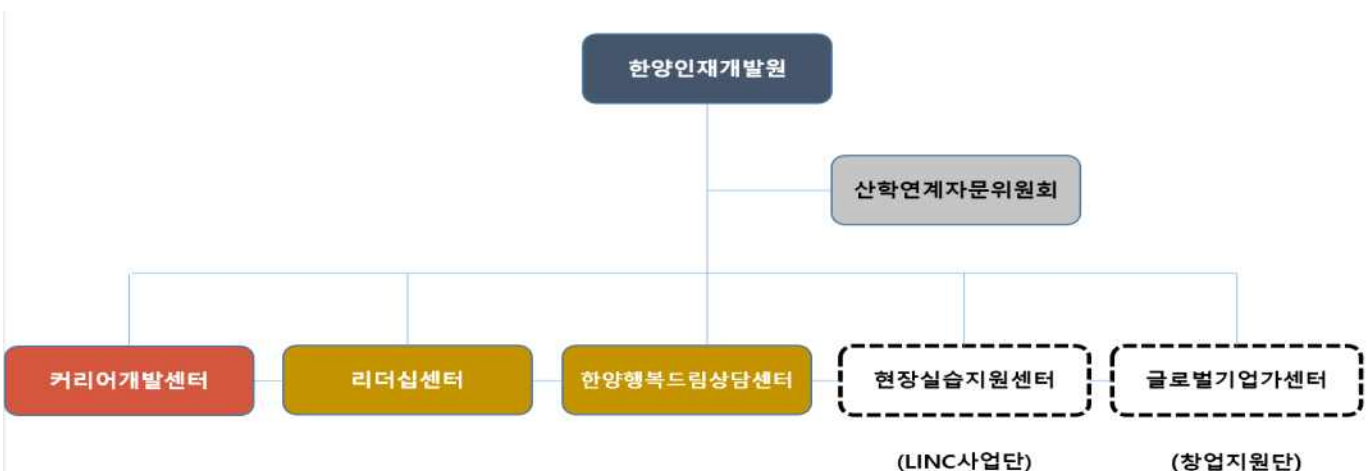 한양인재개발원
산학연계자문위원회
커리어개발센터
리더십센터
한양행복드림상담센터
현장실습지원센터
글로벌기업가센터
(LINC사업단)
(창업지원단)